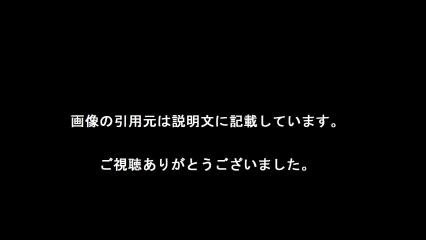 画像の引用元は説明文に記載しています。
ご視聴ありがとうございました。